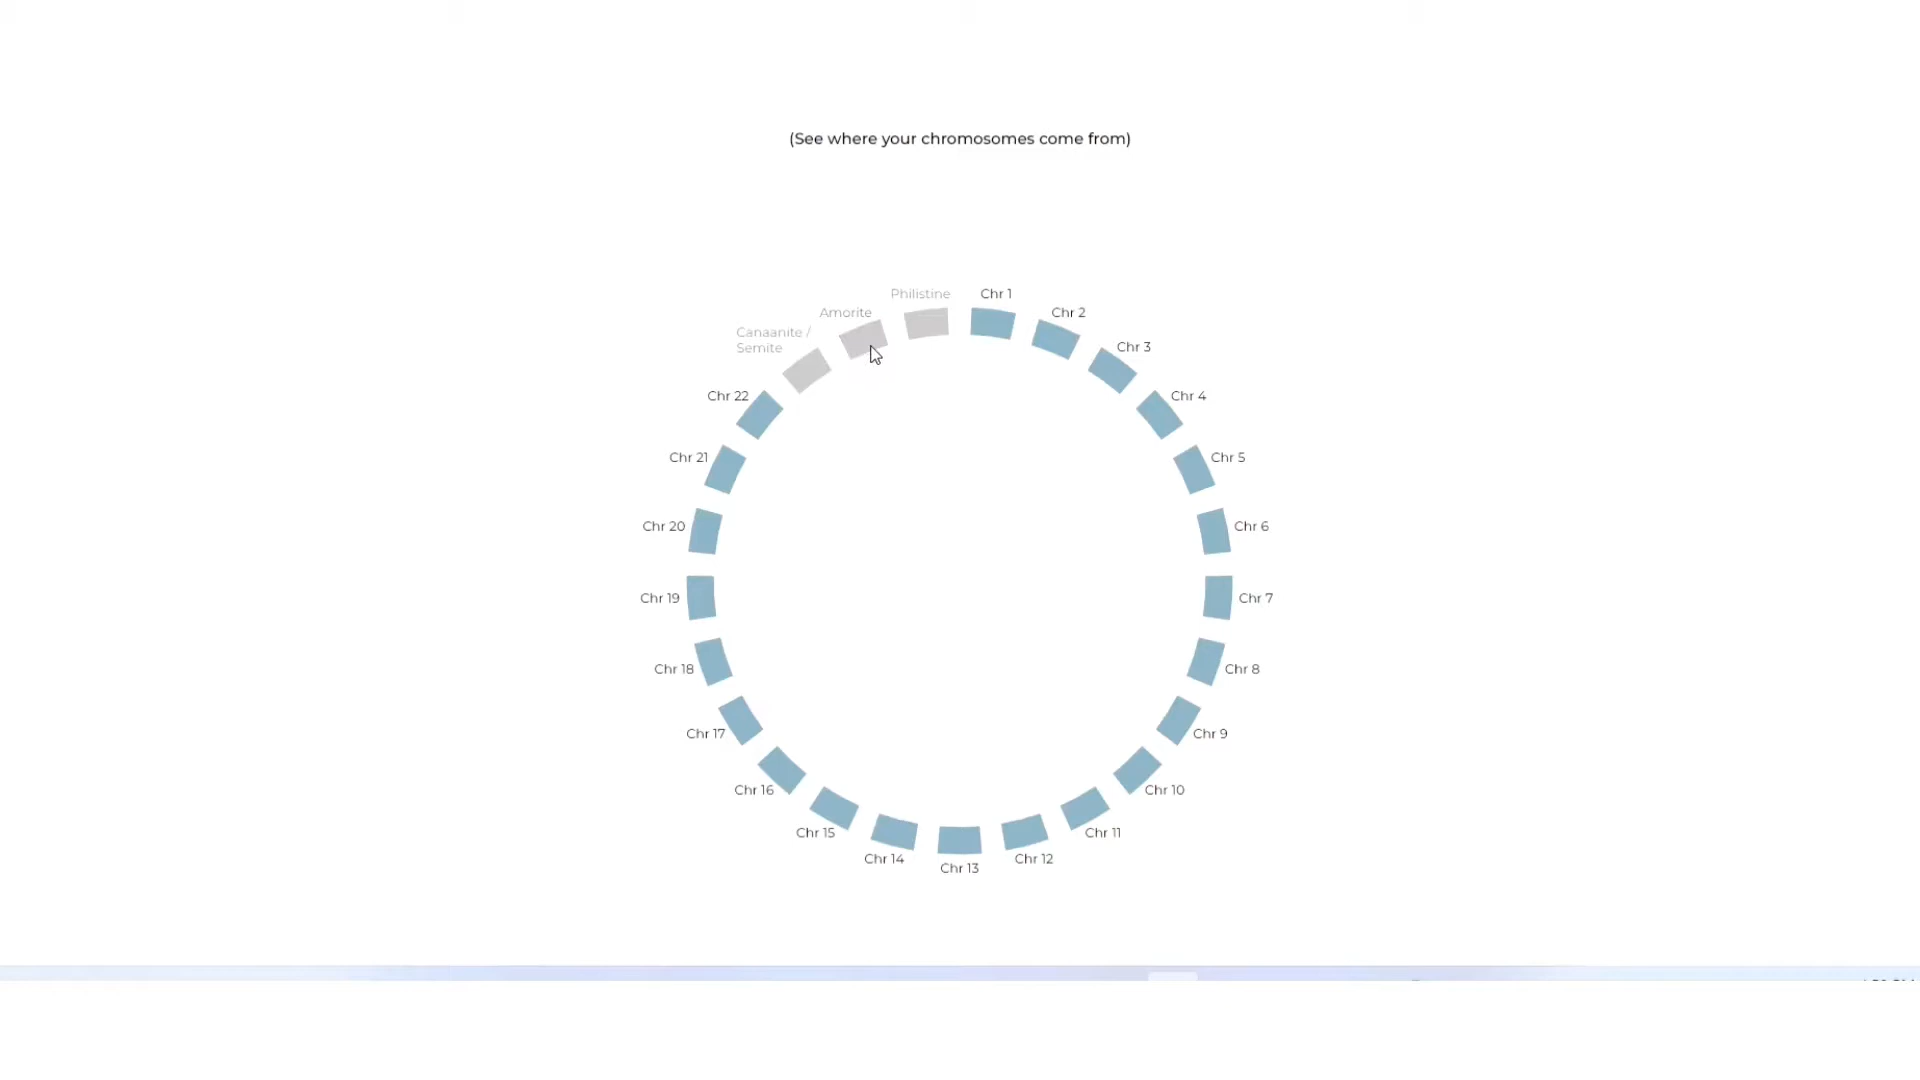 (See where your chromosomes come from)
Philistine
Chr 1
Amorite
Chr 2
Canaanite /
Semite
Chr 3
Chr 22
Chr 4
Chr 21
Chr 5
Chr 20
Chr 6
Chr 19
Chr 7
Chr 18
Chr 8
Chr 17
Chr 9
Chr 16
Chr 10
Chr 15
Chr 11
Chr 14
Chr 12
Chr 13